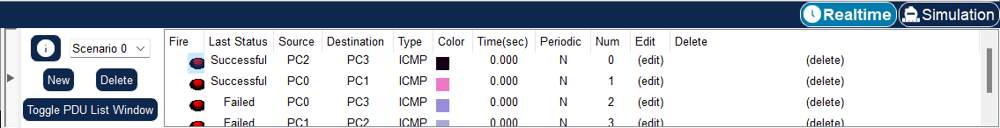 Realtime Simulation
Scenario 0
New Delete
Toggle PDU List Window
Fire Last Status Source Destination Type Color Time(sec) Periodic Num Edit Delete
Successful PC2 PC3 ICMP 0.000 N 0 (edit) (delete)
Successful PC0 PC1 ICMP 0.000 N 1 (edit) (delete)
Failed PC0 PC3 ICMP 0.000 N 2 (edit) (delete)
Failed PC1 PC2 ICMP 0.000 N 3 (edit) (delete)